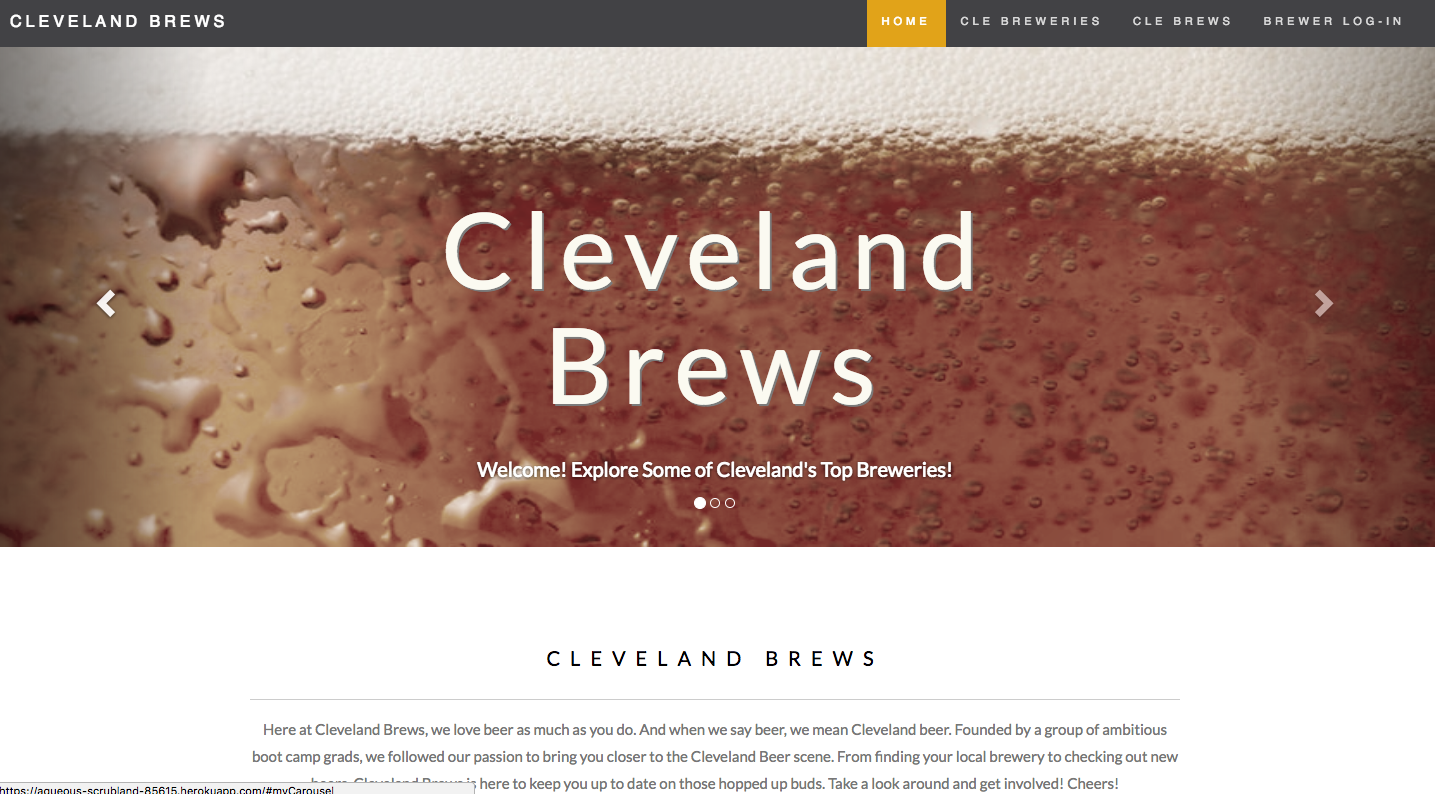 CLEVELAND BREWS
HOME CLE BREWERIES CLE BREWS BREWER LOG-IN
Cleveland
Brews
Welcome! Explore Some of Cleveland's Top Breweries!
CLEVELAND BREWS
Here at Cleveland Brews, we love beer as much as you do. And when we say beer, we mean Cleveland beer. Founded by a group of ambitious
boot camp grads, we followed our passion to bring you closer to the Cleveland Beer scene. From finding your local brewery to checking out new
beers, Cleveland Brews is here to keep you up to date on those hopped up buds. Take a look around and get involved! Cheers!
https://aqueous-scrubland-85615.herokuapp.com/#myCarousel